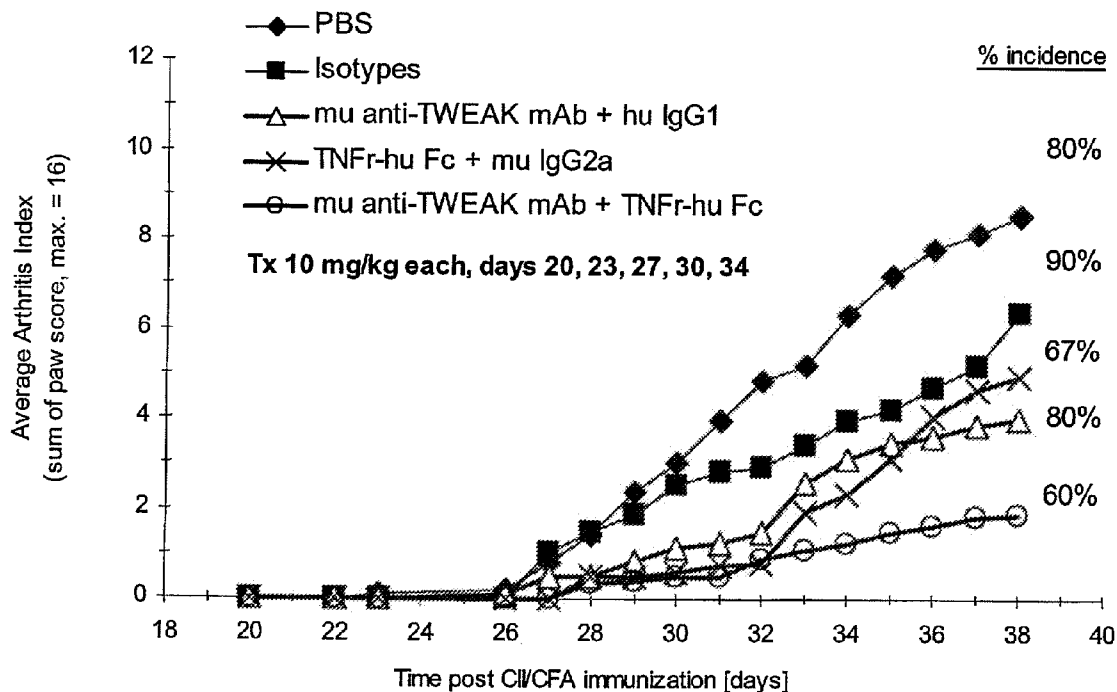 PBS
Isotypes
mu anti-TWEAK mAb + hu IgG1
TNFr-hu Fc + mu IgG2a
mu anti-TWEAK mAb + TNFr-hu Fc
Tx 10 mg/kg each, days 20, 23, 27, 30, 34
% incidence
80%
90%
67%
80%
60%
Average Arthritis Index
(sum of paw score, max. = 16)
12
10
8
6
4
2
0
18 20 22 24 26 28 30 32 34 36 38 40
Time post CII/CFA immunization [days]